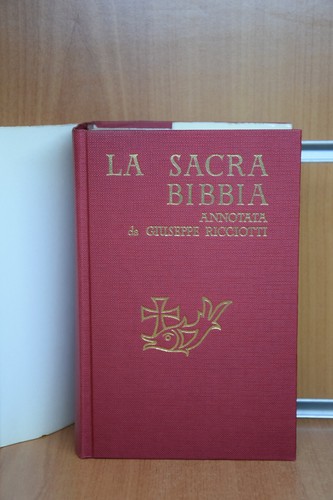 LA SACRA
BIBBIA
ANNOTATA
da GIUSEPPE RICCIOTTI